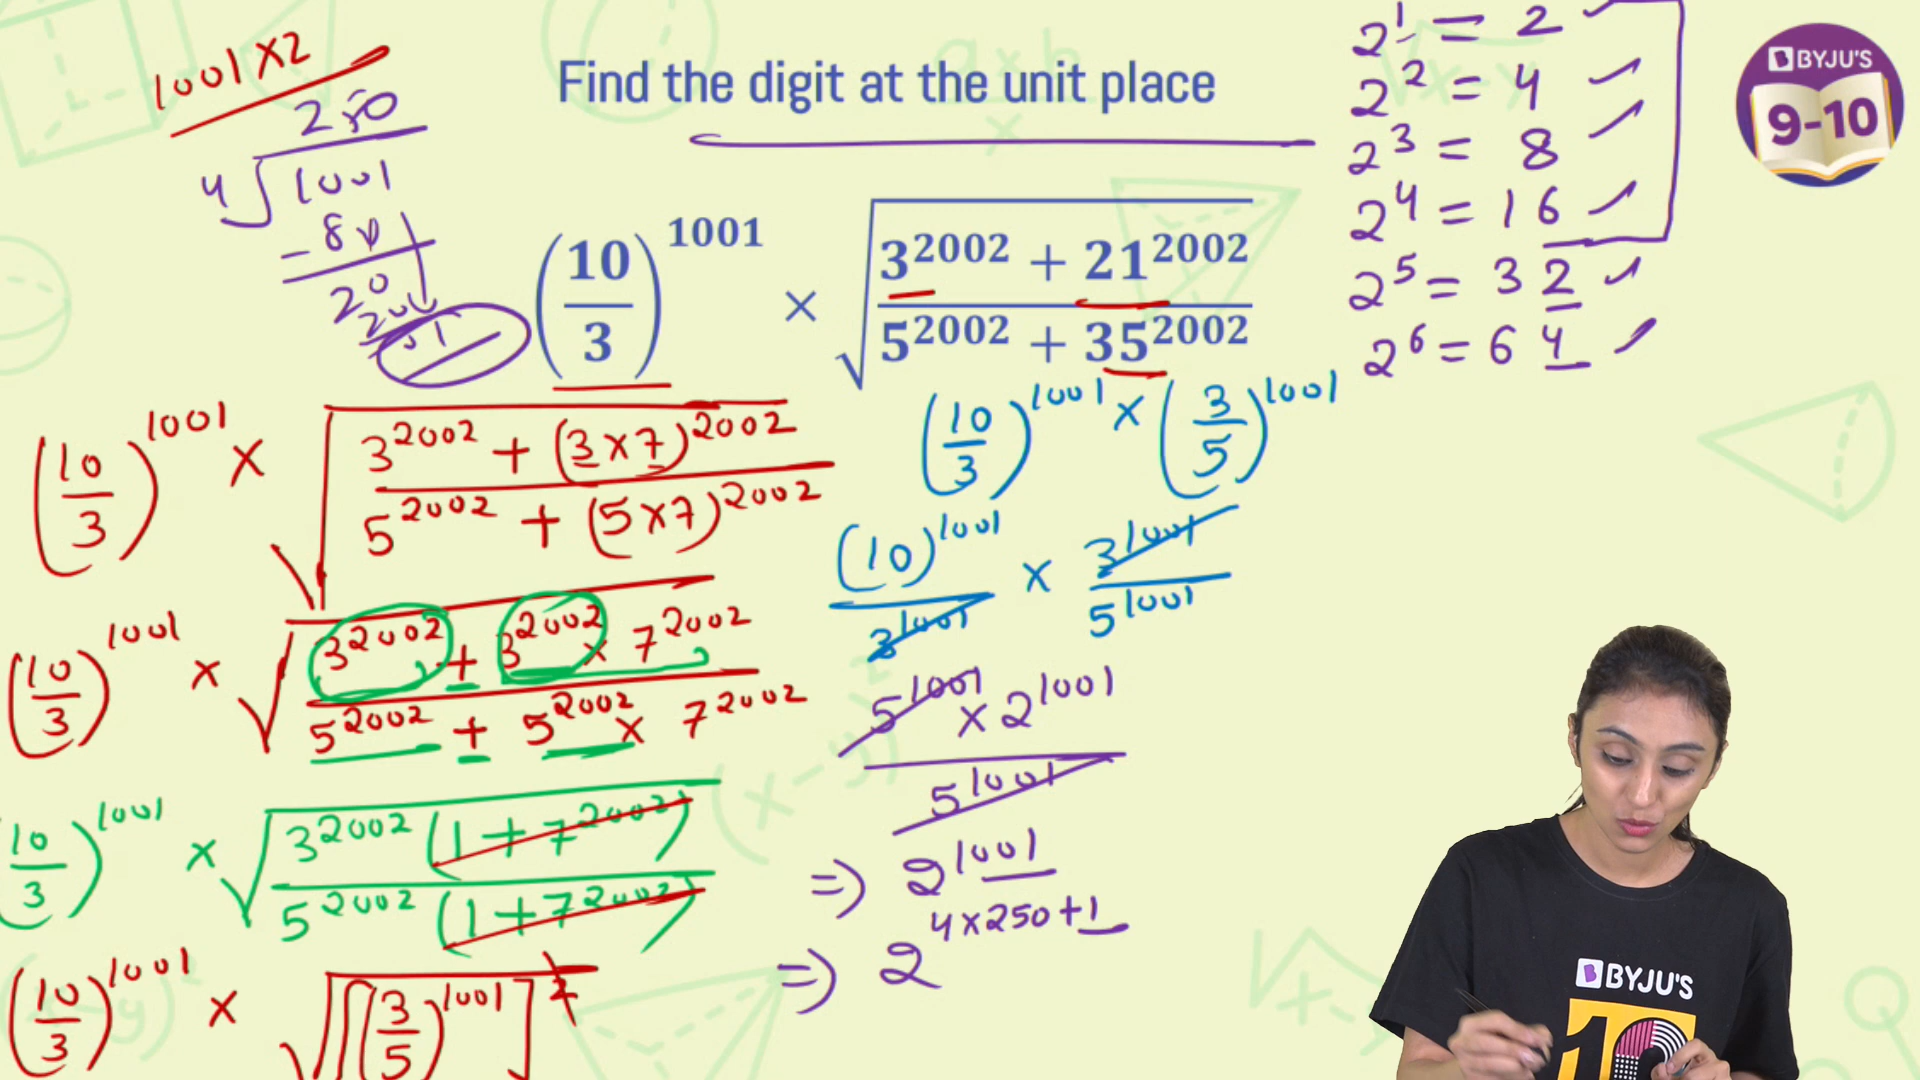 Find the digit at the unit place
1001×2
250
4√1001
-80
20
200
01
(10/3)^1001 × √((3^2002 + 21^2002)/(5^2002 + 35^2002))
(10/3)^1001 × √((3^2002 + (3×7)^2002)/(5^2002 + (5×7)^2002))
(10/3)^1001 × √((3^2002 + 3^2002 × 7^2002)/(5^2002 + 5^2002 × 7^2002))
(10/3)^1001 × √((3^2002 (1+7^2002))/(5^2002 (1+7^2002)))
(10/3)^1001 × √[(3/5)^1001]^2
(10/3)^1001 × (3/5)^1001
(10)^1001/3^1001 × 3^1001/5^1001
5^1001 × 2^1001
5^1001
=> 2^1001
=> 2^4×250+1
2^1 = 2
2^2 = 4
2^3 = 8
2^4 = 16
2^5 = 32
2^6 = 64
BYJU'S
9-10
BYJU'S
10